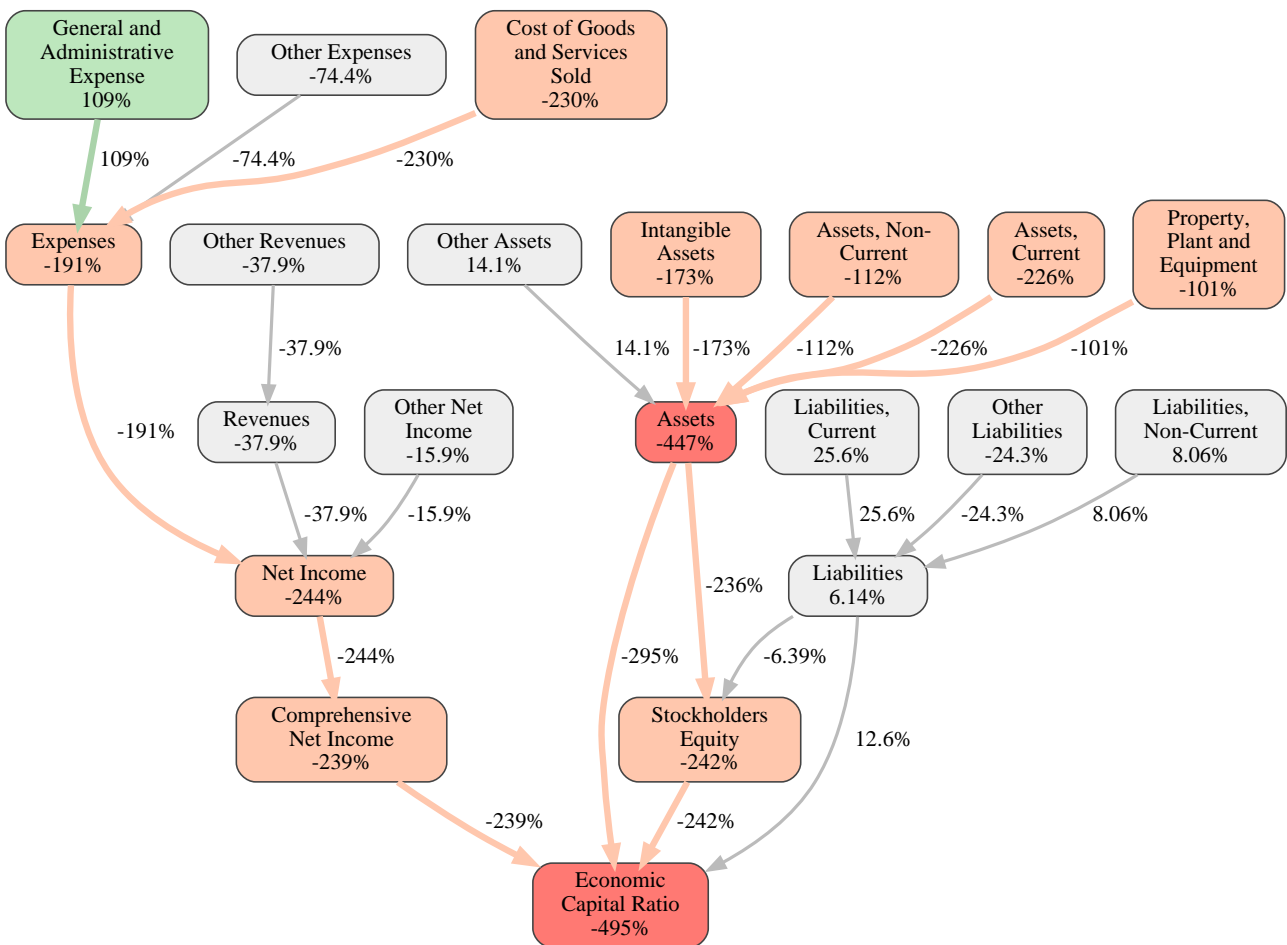 General and
Administrative
Expense
109%
Other Expenses
-74.4%
Cost of Goods
and Services
Sold
-230%
109%
-74.4%
-230%
Expenses
-191%
Other Revenues
-37.9%
Other Assets
14.1%
Intangible
Assets
-173%
Assets, Non-
Current
-112%
Assets,
Current
-226%
Property,
Plant and
Equipment
-101%
-37.9%
14.1%
-173%
-112%
-226%
-101%
-191%
Revenues
-37.9%
Other Net
Income
-15.9%
Assets
-447%
Liabilities,
Current
25.6%
Other
Liabilities
-24.3%
Liabilities,
Non-Current
8.06%
-37.9%
-15.9%
25.6%
-24.3%
8.06%
Net Income
-244%
-236%
Liabilities
6.14%
-244%
-295%
-6.39%
Comprehensive
Net Income
-239%
Stockholders
Equity
-242%
12.6%
-239%
-242%
Economic
Capital Ratio
-495%